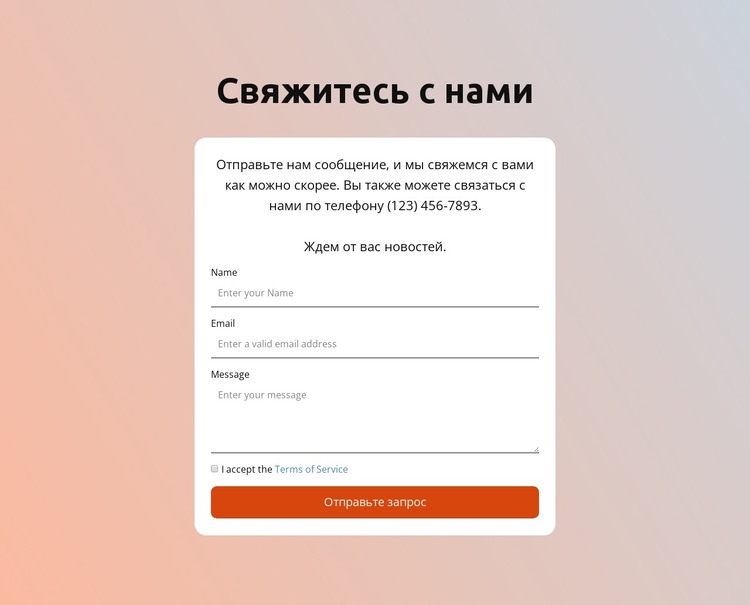 Свяжитесь с нами
Отправьте нам сообщение, и мы свяжемся с вами
как можно скорее. Вы также можете связаться с
нами по телефону (123) 456-7893.
Ждем от вас новостей.
Name
Enter your Name
Email
Enter a valid email address
Message
Enter your message
I accept the Terms of Service
Отправьте запрос